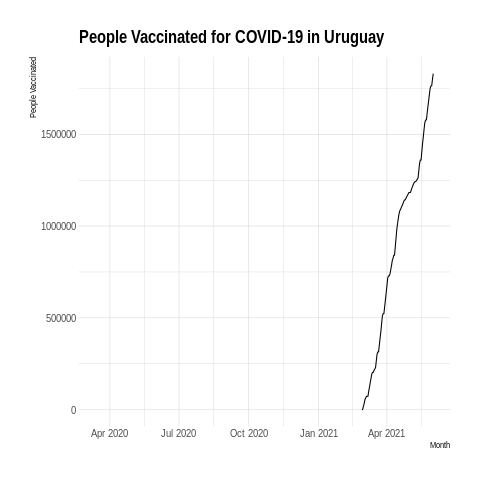 People Vaccinated for COVID-19 in Uruguay
People Vaccinated
1500000
1000000
500000
0
Apr 2020 Jul 2020 Oct 2020 Jan 2021 Apr 2021
Month